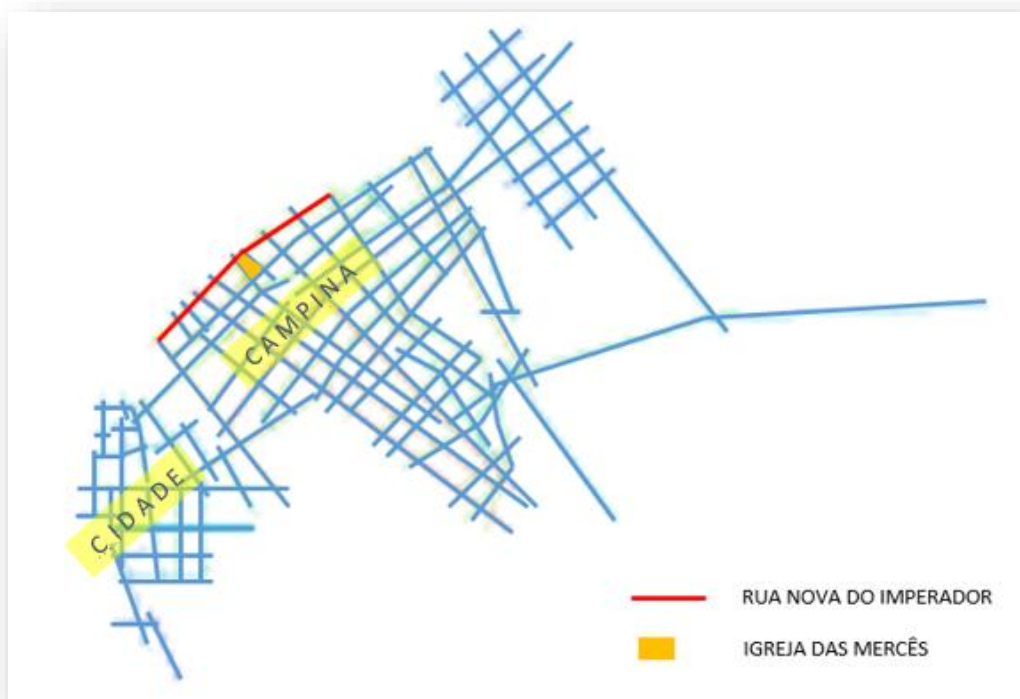 CAMPINA
CIDADE
RUA NOVA DO IMPERADOR
IGREJA DAS MERCÊS